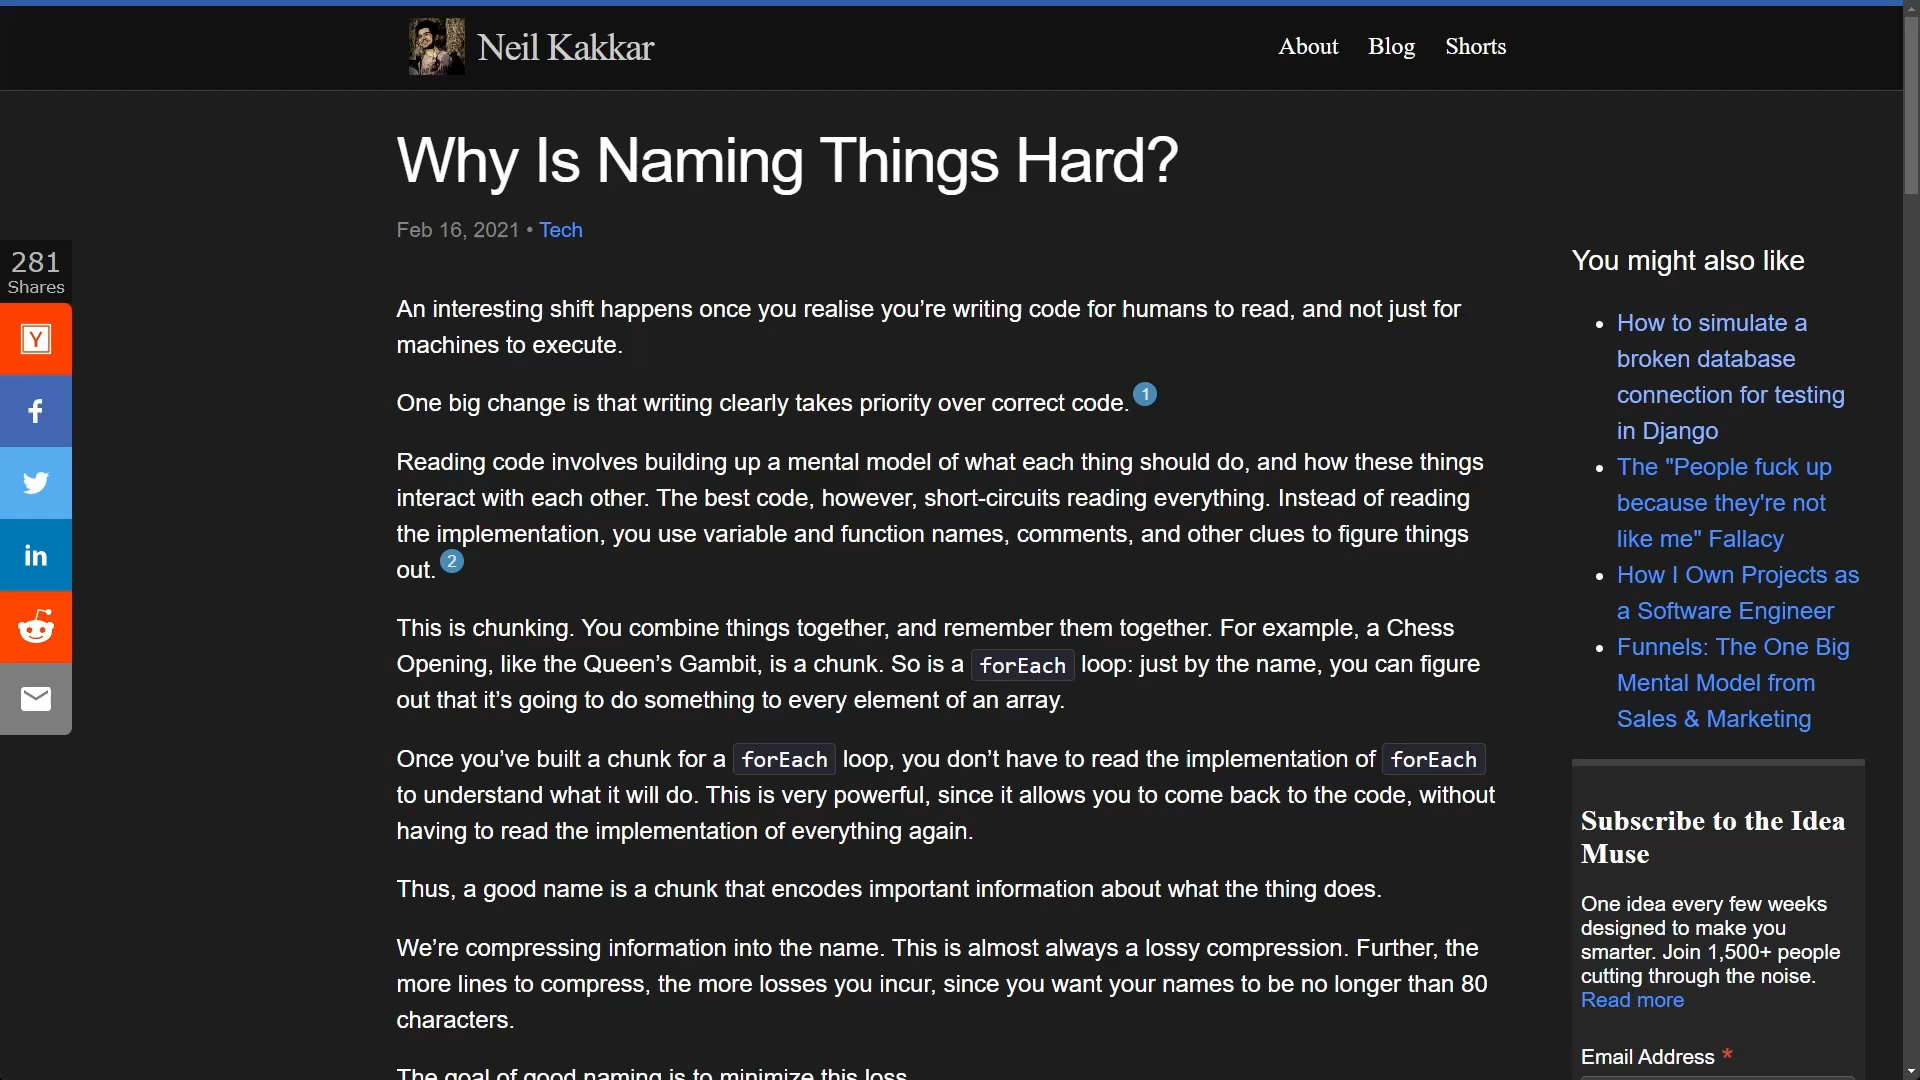 Neil Kakkar
About Blog Shorts
Why Is Naming Things Hard?
Feb 16, 2021 • Tech
281
Shares
An interesting shift happens once you realise you’re writing code for humans to read, and not just for
machines to execute.
One big change is that writing clearly takes priority over correct code. 1
Reading code involves building up a mental model of what each thing should do, and how these things
interact with each other. The best code, however, short-circuits reading everything. Instead of reading
the implementation, you use variable and function names, comments, and other clues to figure things
out. 2
This is chunking. You combine things together, and remember them together. For example, a Chess
Opening, like the Queen’s Gambit, is a chunk. So is a forEach loop: just by the name, you can figure
out that it’s going to do something to every element of an array.
Once you’ve built a chunk for a forEach loop, you don’t have to read the implementation of forEach
to understand what it will do. This is very powerful, since it allows you to come back to the code, without
having to read the implementation of everything again.
Thus, a good name is a chunk that encodes important information about what the thing does.
We’re compressing information into the name. This is almost always a lossy compression. Further, the
more lines to compress, the more losses you incur, since you want your names to be no longer than 80
characters.
The goal of good naming is to minimize this loss.
You might also like
• How to simulate a
broken database
connection for testing
in Django
• The "People fuck up
because they're not
like me" Fallacy
• How I Own Projects as
a Software Engineer
• Funnels: The One Big
Mental Model from
Sales & Marketing
Subscribe to the Idea
Muse
One idea every few weeks
designed to make you
smarter. Join 1,500+ people
cutting through the noise.
Read more
Email Address *